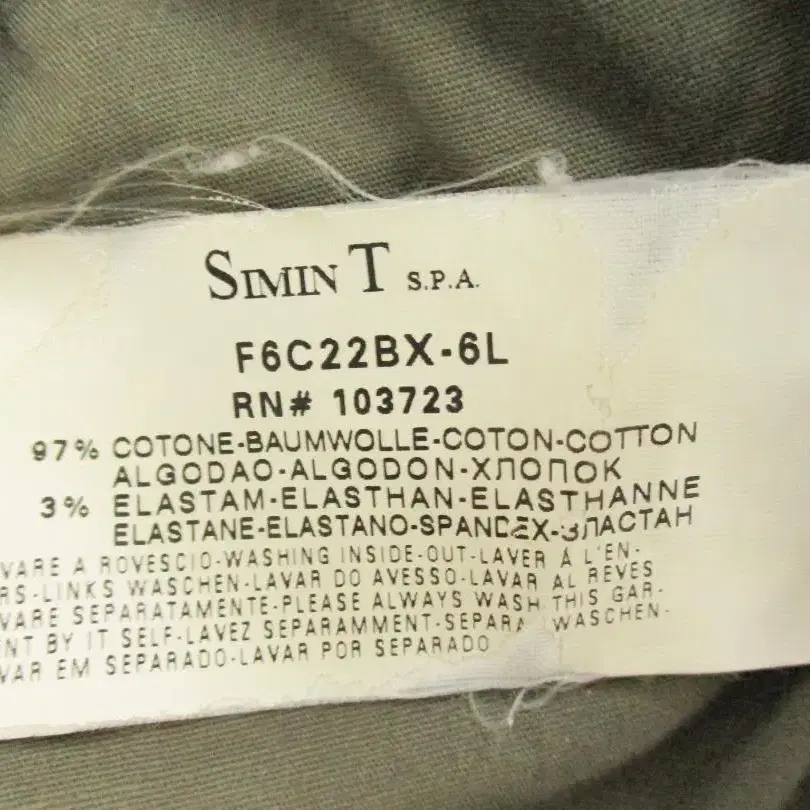 SIMIN T S.P.A.
F6C22BX-6L
RN# 103723
97% COTONE-BAUMWOLLE-COTON-COTTON
ALGODAO-ALGODON-ХЛОПОК
3% ELASTAM-ELASTHAN-ELASTHANNE
ELASTANE-ELASTANO-SPANDEX-ЭЛАСТАН
VARE A ROVESCIO-WASHING INSIDE-OUT-LAVER À L'EN-
RS-LINKS WASCHEN-LAVAR DO AVESSO-LAVAR AL REVES
VARE SEPARATAMENTE-PLEASE ALWAYS WASH THIS GAR-
ENT BY IT SELF-LAVEZ SEPARAMMENT-SEPARA WASCHEN-
VAR EM SEPARADO-LAVAR POR SEPARADO